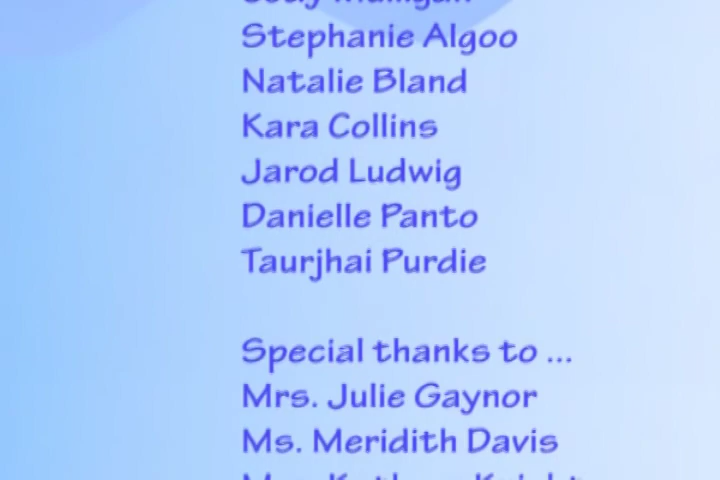 Stephanie Algoo
Natalie Bland
Kara Collins
Jarod Ludwig
Danielle Panto
Taurjhai Purdie
Special thanks to ...
Mrs. Julie Gaynor
Ms. Meridith Davis